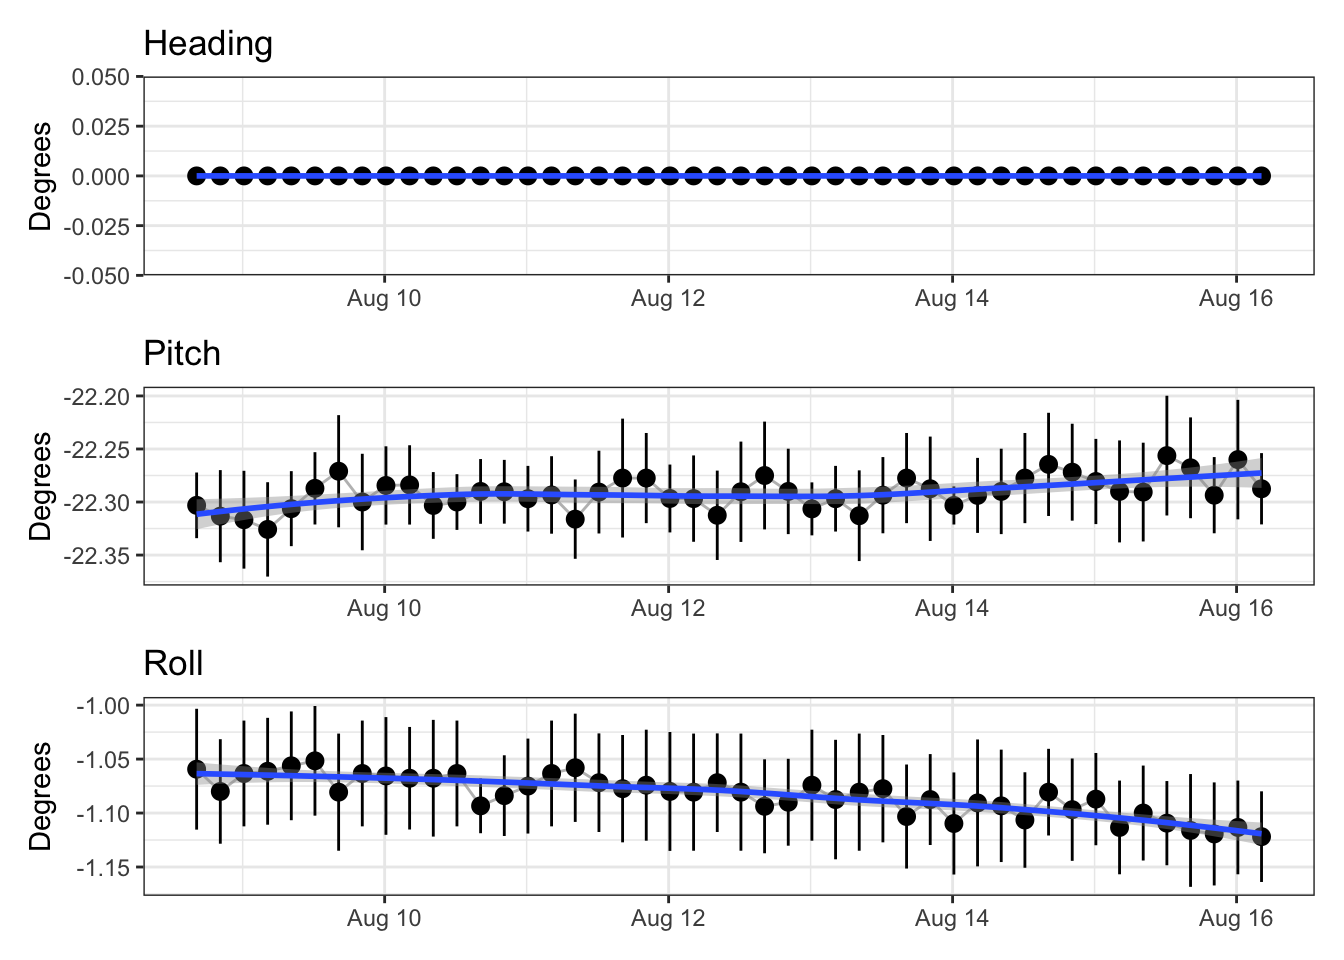 Heading
Degrees
0.050
0.025
0.000
-0.025
-0.050
Aug 10 Aug 12 Aug 14 Aug 16
Pitch
Degrees
-22.20
-22.25
-22.30
-22.35
Aug 10 Aug 12 Aug 14 Aug 16
Roll
Degrees
-1.00
-1.05
-1.10
-1.15
Aug 10 Aug 12 Aug 14 Aug 16